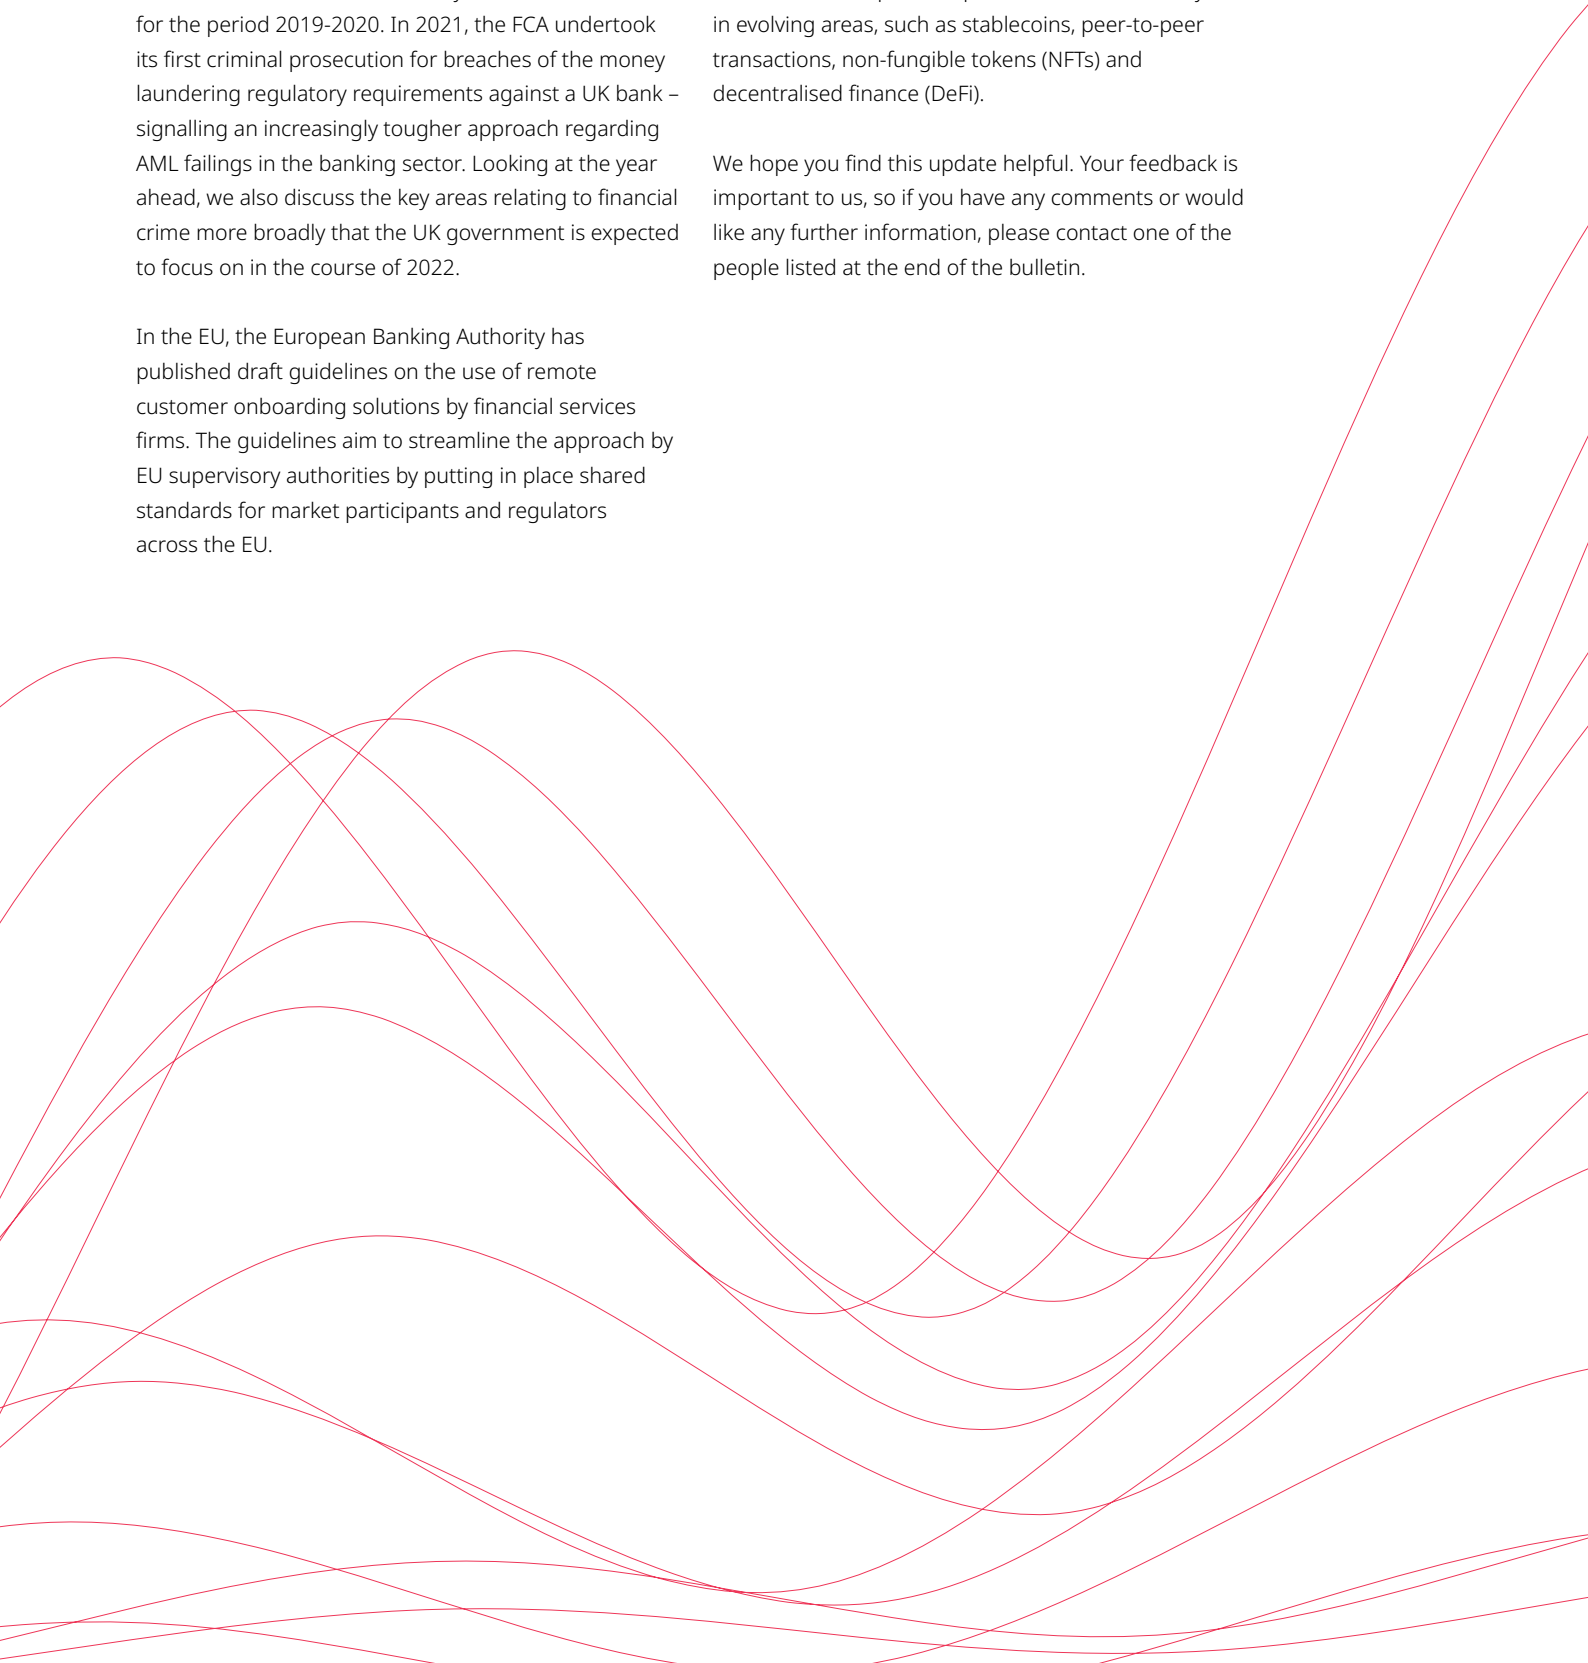 for the period 2019-2020. In 2021, the FCA undertook
its first criminal prosecution for breaches of the money
laundering regulatory requirements against a UK bank –
signalling an increasingly tougher approach regarding
AML failings in the banking sector. Looking at the year
ahead, we also discuss the key areas relating to financial
crime more broadly that the UK government is expected
to focus on in the course of 2022.
In the EU, the European Banking Authority has
published draft guidelines on the use of remote
customer onboarding solutions by financial services
firms. The guidelines aim to streamline the approach by
EU supervisory authorities by putting in place shared
standards for market participants and regulators
across the EU.
in evolving areas, such as stablecoins, peer-to-peer
transactions, non-fungible tokens (NFTs) and
decentralised finance (DeFi).
We hope you find this update helpful. Your feedback is
important to us, so if you have any comments or would
like any further information, please contact one of the
people listed at the end of the bulletin.